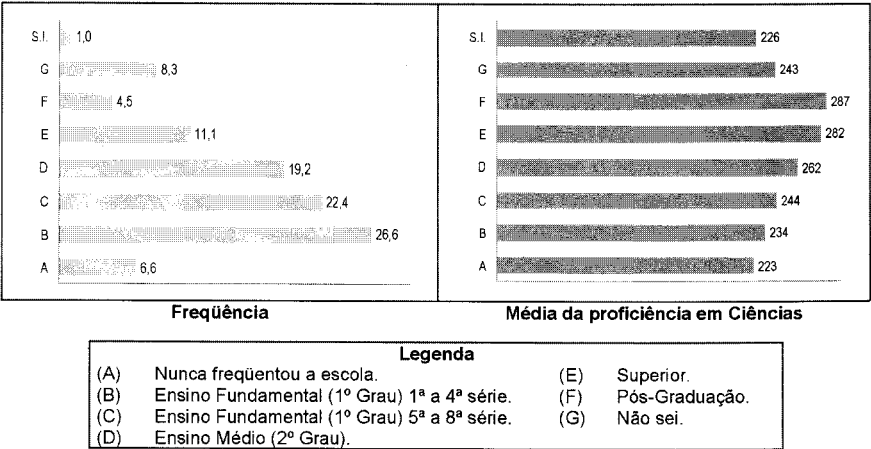 S.I. 1,0
G 8,3
F 4,5
E 11,1
D 19,2
C 22,4
B 26,6
A 6,6
Freqüência
S.I. 226
G 243
F 287
E 282
D 262
C 244
B 234
A 223
Média da proficiência em Ciências
Legenda
(A) Nunca freqüentou a escola.
(B) Ensino Fundamental (1º Grau) 1ª a 4ª série.
(C) Ensino Fundamental (1º Grau) 5ª a 8ª série.
(D) Ensino Médio (2º Grau).
(E) Superior.
(F) Pós-Graduação.
(G) Não sei.